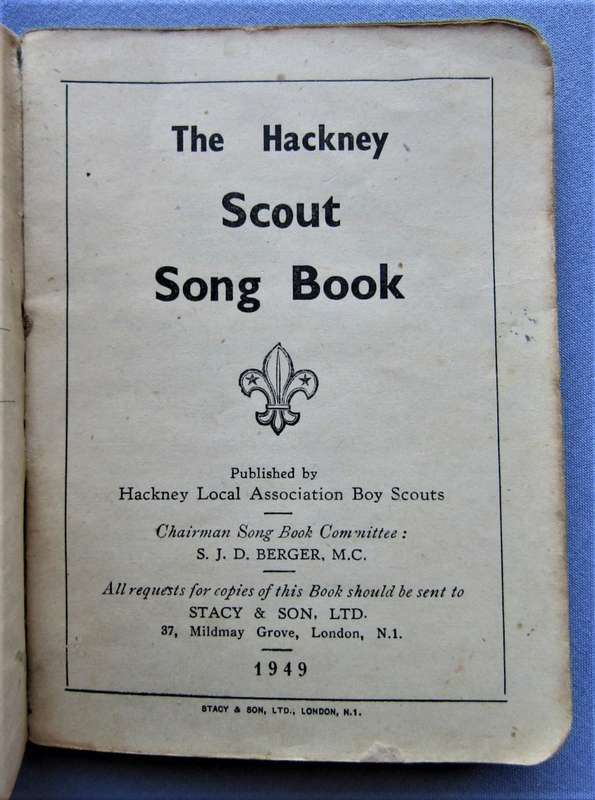 The Hackney
Scout
Song Book
Published by
Hackney Local Association Boy Scouts
Chairman Song Book Committee :
S. J. D. BERGER, M.C.
All requests for copies of this Book should be sent to
STACY & SON, LTD.
37, Mildmay Grove, London, N.1.
1949
STACY & SON, LTD., LONDON, N.1.